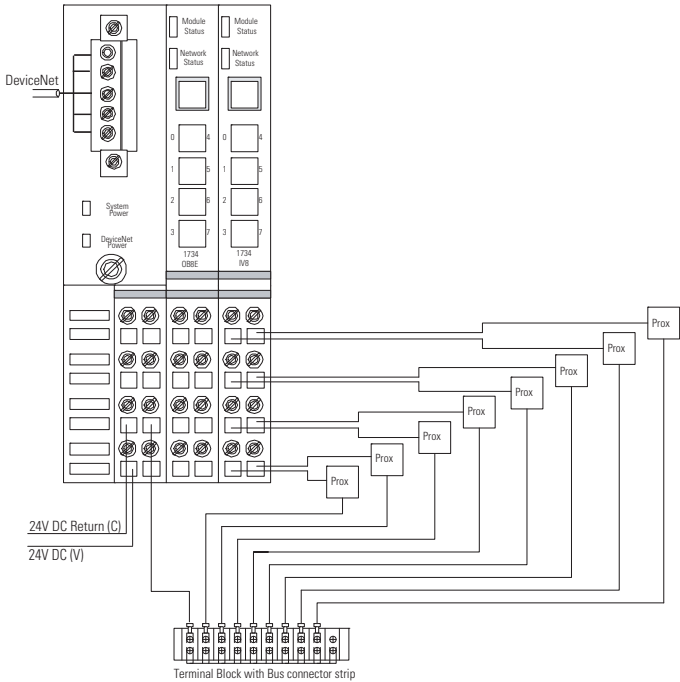 DeviceNet
Module
Status
Network
Status
Module
Status
Network
Status
0 4
1 5
2 6
3 7
0 4
1 5
2 6
3 7
System
Power
DeviceNet
Power
1734
OB8E
1734
IV8
Prox
Prox
Prox
Prox
Prox
Prox
Prox
Prox
24V DC Return (C)
24V DC (V)
Terminal Block with Bus connector strip